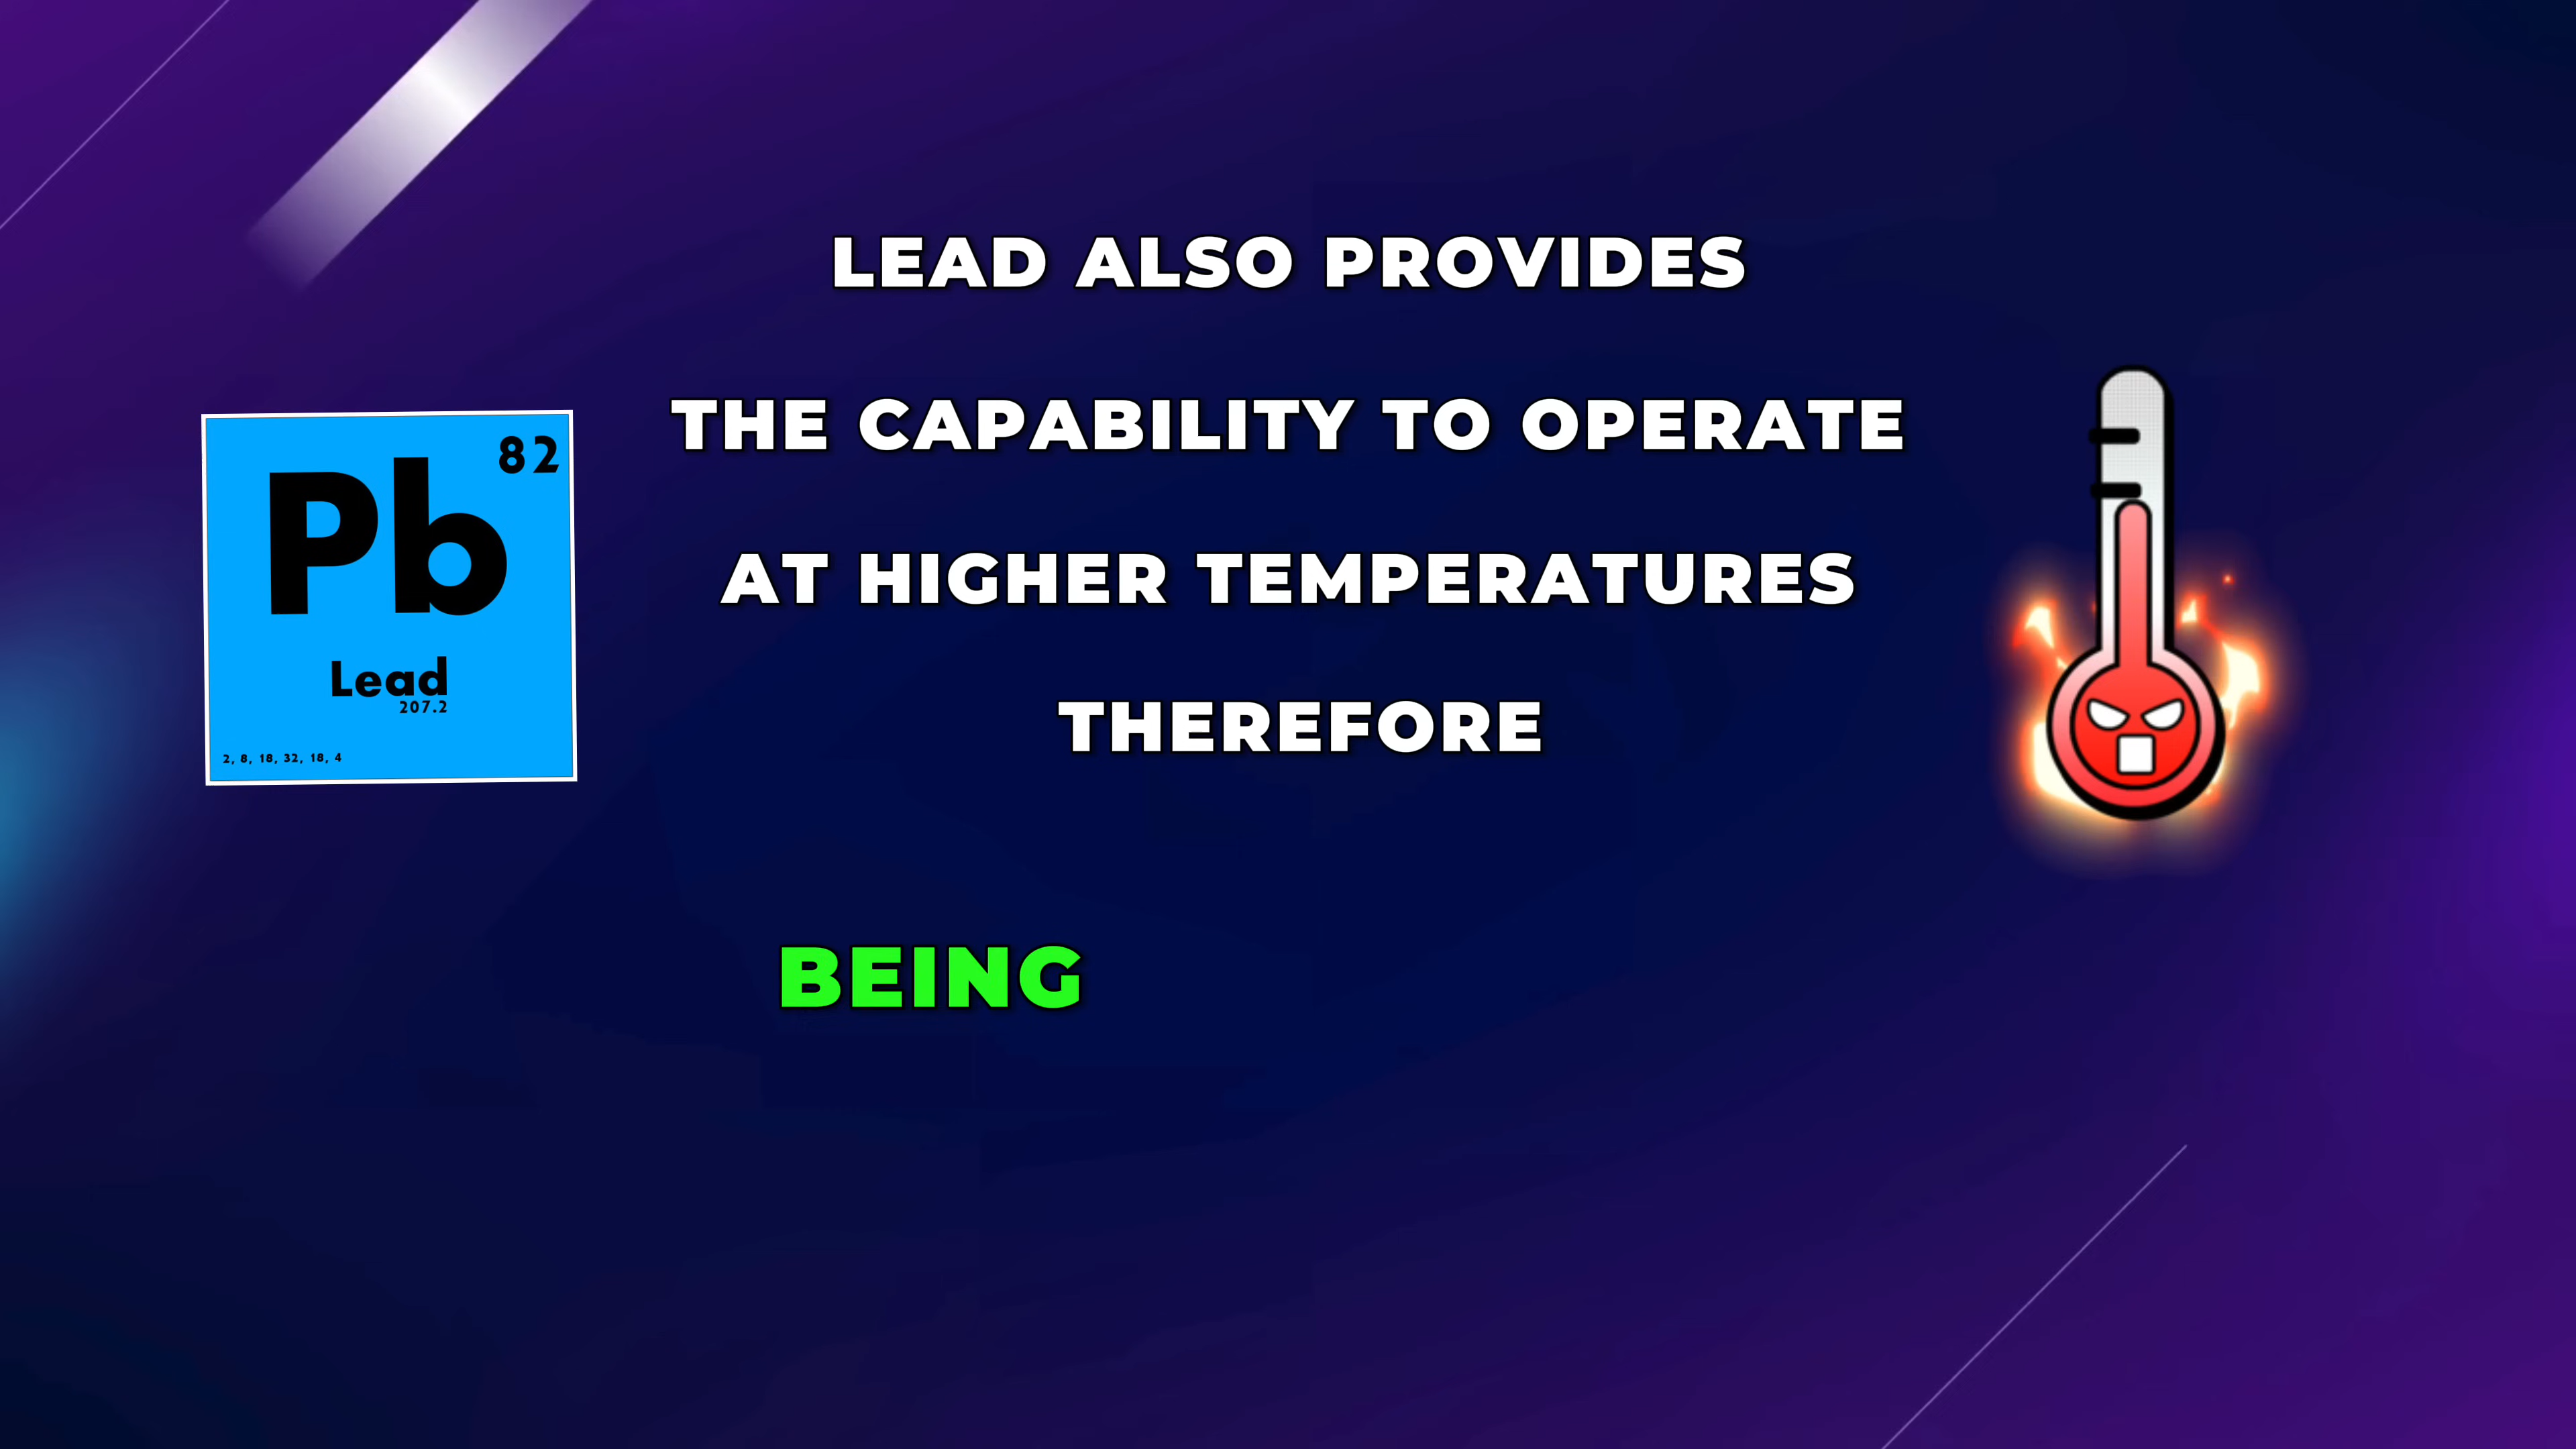 LEAD ALSO PROVIDES
THE CAPABILITY TO OPERATE
AT HIGHER TEMPERATURES
THEREFORE
BEING
82
Pb
Lead
207.2
2, 8, 18, 32, 18, 4